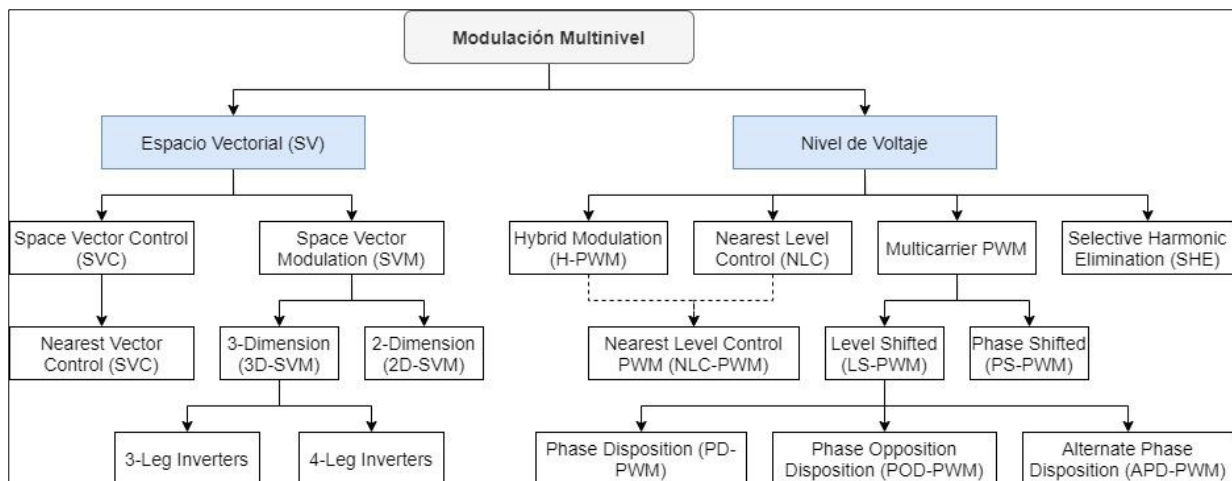 Modulación Multinivel
Espacio Vectorial (SV)
Nivel de Voltaje
Space Vector Control
(SVC)
Space Vector
Modulation (SVM)
Hybrid Modulation
(H-PWM)
Nearest Level
Control (NLC)
Multicarrier PWM
Selective Harmonic
Elimination (SHE)
Nearest Vector
Control (SVC)
3-Dimension
(3D-SVM)
2-Dimension
(2D-SVM)
Nearest Level Control
PWM (NLC-PWM)
Level Shifted
(LS-PWM)
Phase Shifted
(PS-PWM)
3-Leg Inverters
4-Leg Inverters
Phase Disposition (PD-
PWM)
Phase Opposition
Disposition (POD-PWM)
Alternate Phase
Disposition (APD-PWM)